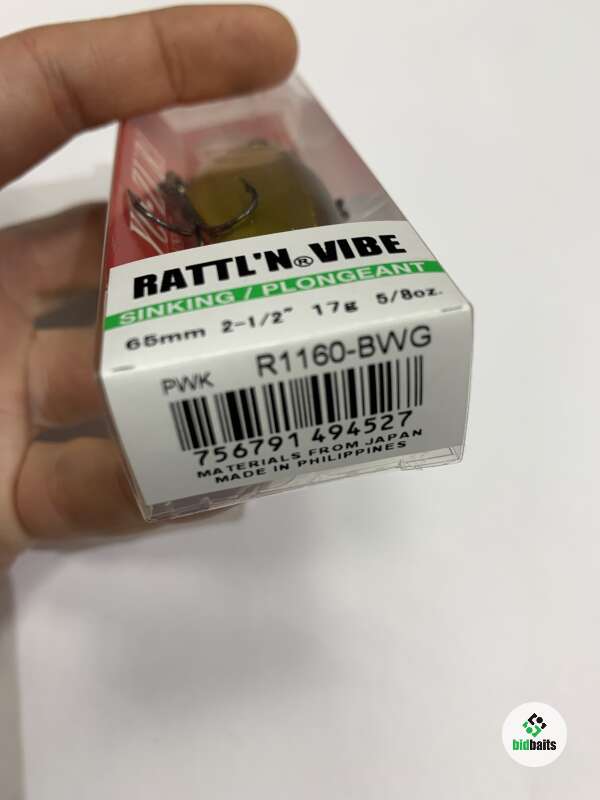 RATTL'N® VIBE
SINKING / PLONGEANT
65mm 2-1/2" 17g 5/8oz.
PWK R1160-BWG
756791 494527
MATERIALS FROM JAPAN
MADE IN PHILIPPINES
bidbaits